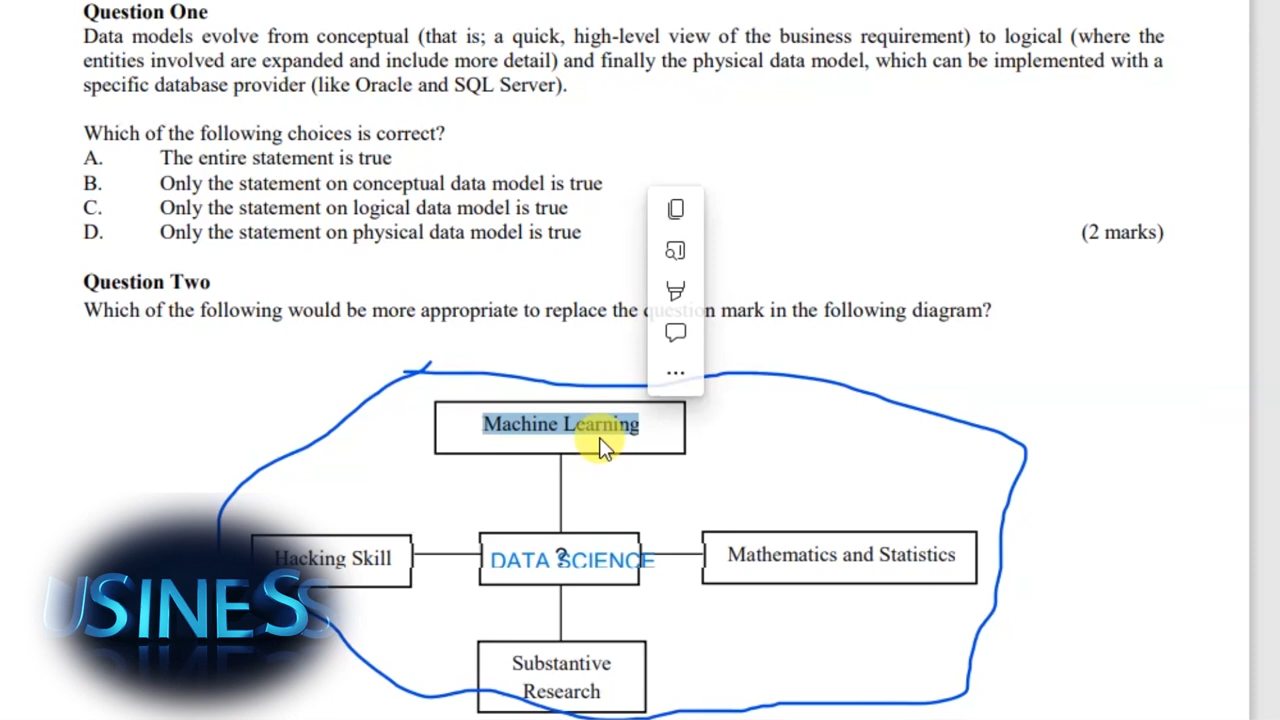 Question One
Data models evolve from conceptual (that is; a quick, high-level view of the business requirement) to logical (where the
entities involved are expanded and include more detail) and finally the physical data model, which can be implemented with a
specific database provider (like Oracle and SQL Server).
Which of the following choices is correct?
A. The entire statement is true
B. Only the statement on conceptual data model is true
C. Only the statement on logical data model is true
D. Only the statement on physical data model is true (2 marks)
Question Two
Which of the following would be more appropriate to replace the question mark in the following diagram?
Machine Learning
Hacking Skill
DATA SCIENCE
?
Mathematics and Statistics
USINESS
Substantive
Research